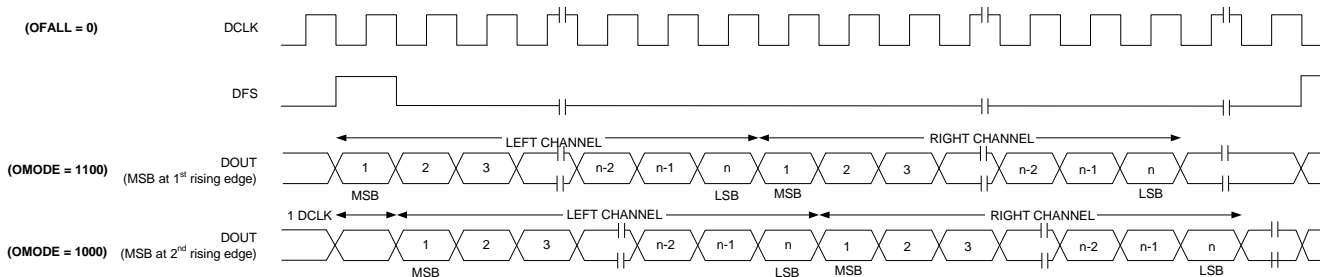 (OFALL = 0) DCLK
DFS
LEFT CHANNEL RIGHT CHANNEL
(OMODE = 1100) DOUT 1 2 3 n-2 n-1 n 1 2 3 n-2 n-1 n
(MSB at 1st rising edge)
MSB LSB MSB LSB
1 DCLK LEFT CHANNEL RIGHT CHANNEL
(OMODE = 1000) DOUT 1 2 3 n-2 n-1 n 1 2 3 n-2 n-1 n
(MSB at 2nd rising edge)
MSB LSB MSB LSB